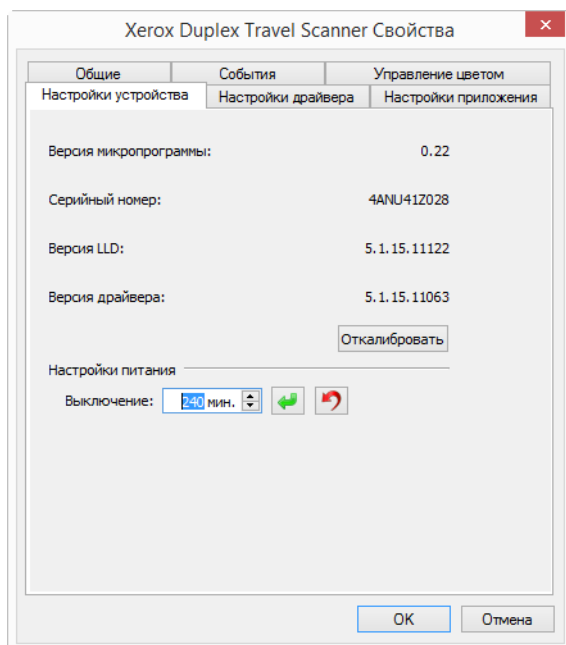 Xerox Duplex Travel Scanner Свойства
Общие События Управление цветом
Настройки устройства Настройки драйвера Настройки приложения
Версия микропрограммы: 0.22
Серийный номер: 4ANU41Z028
Версия LLD: 5.1.15.11122
Версия драйвера: 5.1.15.11063
Откалибровать
Настройки питания
Выключение: 240 мин.
OK Отмена